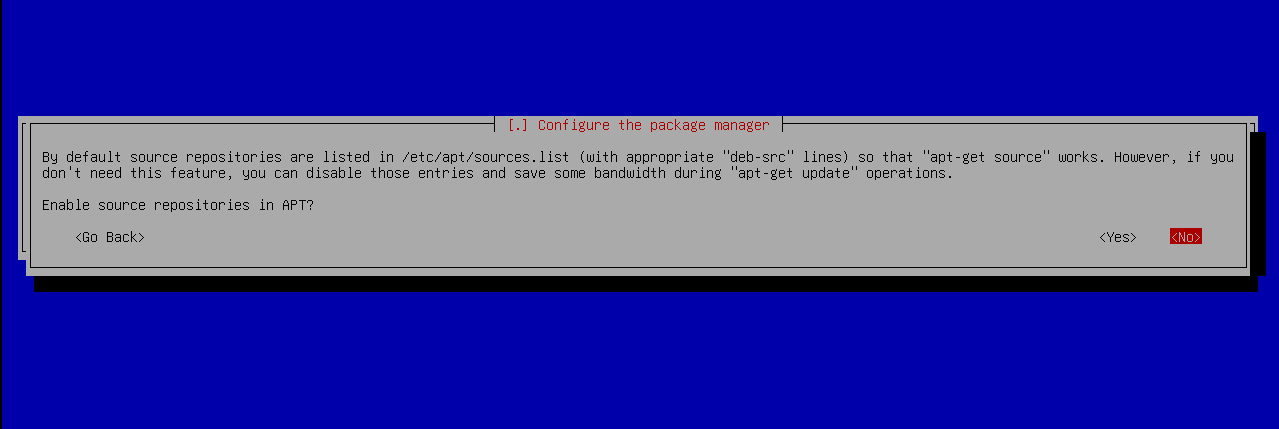 [.] Configure the package manager
By default source repositories are listed in /etc/apt/sources.list (with appropriate "deb-src" lines) so that "apt-get source" works. However, if you
don't need this feature, you can disable those entries and save some bandwidth during "apt-get update" operations.
Enable source repositories in APT?
<Go Back> <Yes> <No>